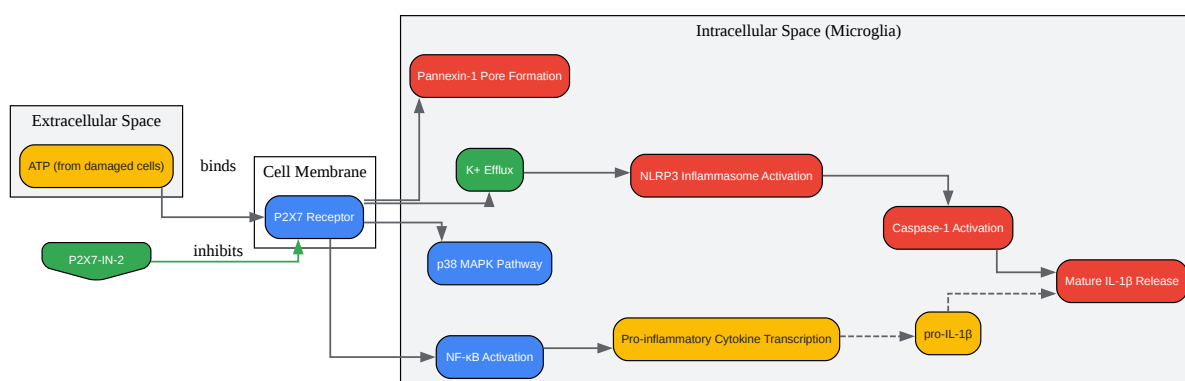 Intracellular Space (Microglia)
Pannexin-1 Pore Formation
Extracellular Space
ATP (from damaged cells)
binds
Cell Membrane
K+ Efflux
NLRP3 Inflammasome Activation
P2X7 Receptor
Caspase-1 Activation
P2X7-IN-2
inhibits
p38 MAPK Pathway
Mature IL-1β Release
NF-κB Activation
Pro-inflammatory Cytokine Transcription
pro-IL-1β